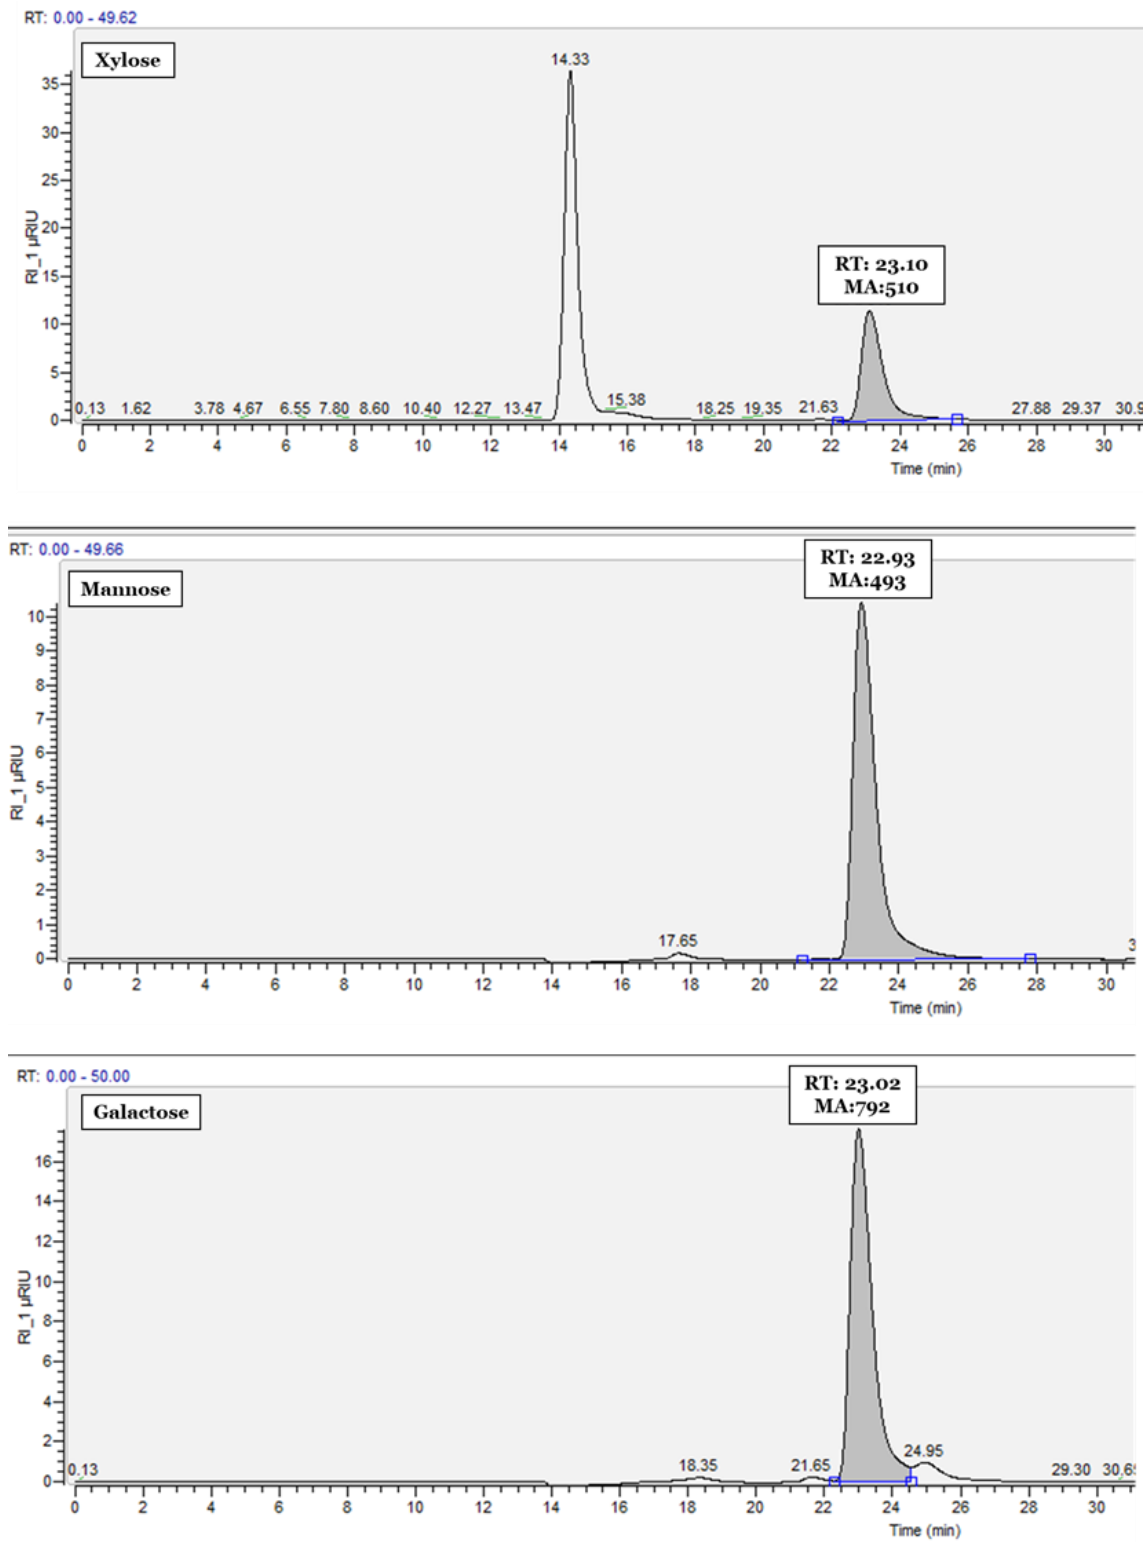 RT: 0.00 - 49.62
Xylose
14.33
RT: 23.10
MA:510
35
30
25
20
15
10
5
0
RI_1 µRIU
0.13 1.62 3.78 4.67 6.55 7.80 8.60 10.40 12.27 13.47 15.38 18.25 19.35 21.63 27.88 29.37 30.9
0 2 4 6 8 10 12 14 16 18 20 22 24 26 28 30
Time (min)
RT: 0.00 - 49.66
Mannose
RT: 22.93
MA:493
10
9
8
7
6
5
4
3
2
1
0
RI_1 µRIU
17.65 3
0 2 4 6 8 10 12 14 16 18 20 22 24 26 28 30
Time (min)
RT: 0.00 - 50.00
Galactose
RT: 23.02
MA:792
16
14
12
10
8
6
4
2
0
RI_1 µRIU
0.13 18.35 21.65 24.95 29.30 30.65
0 2 4 6 8 10 12 14 16 18 20 22 24 26 28 30
Time (min)